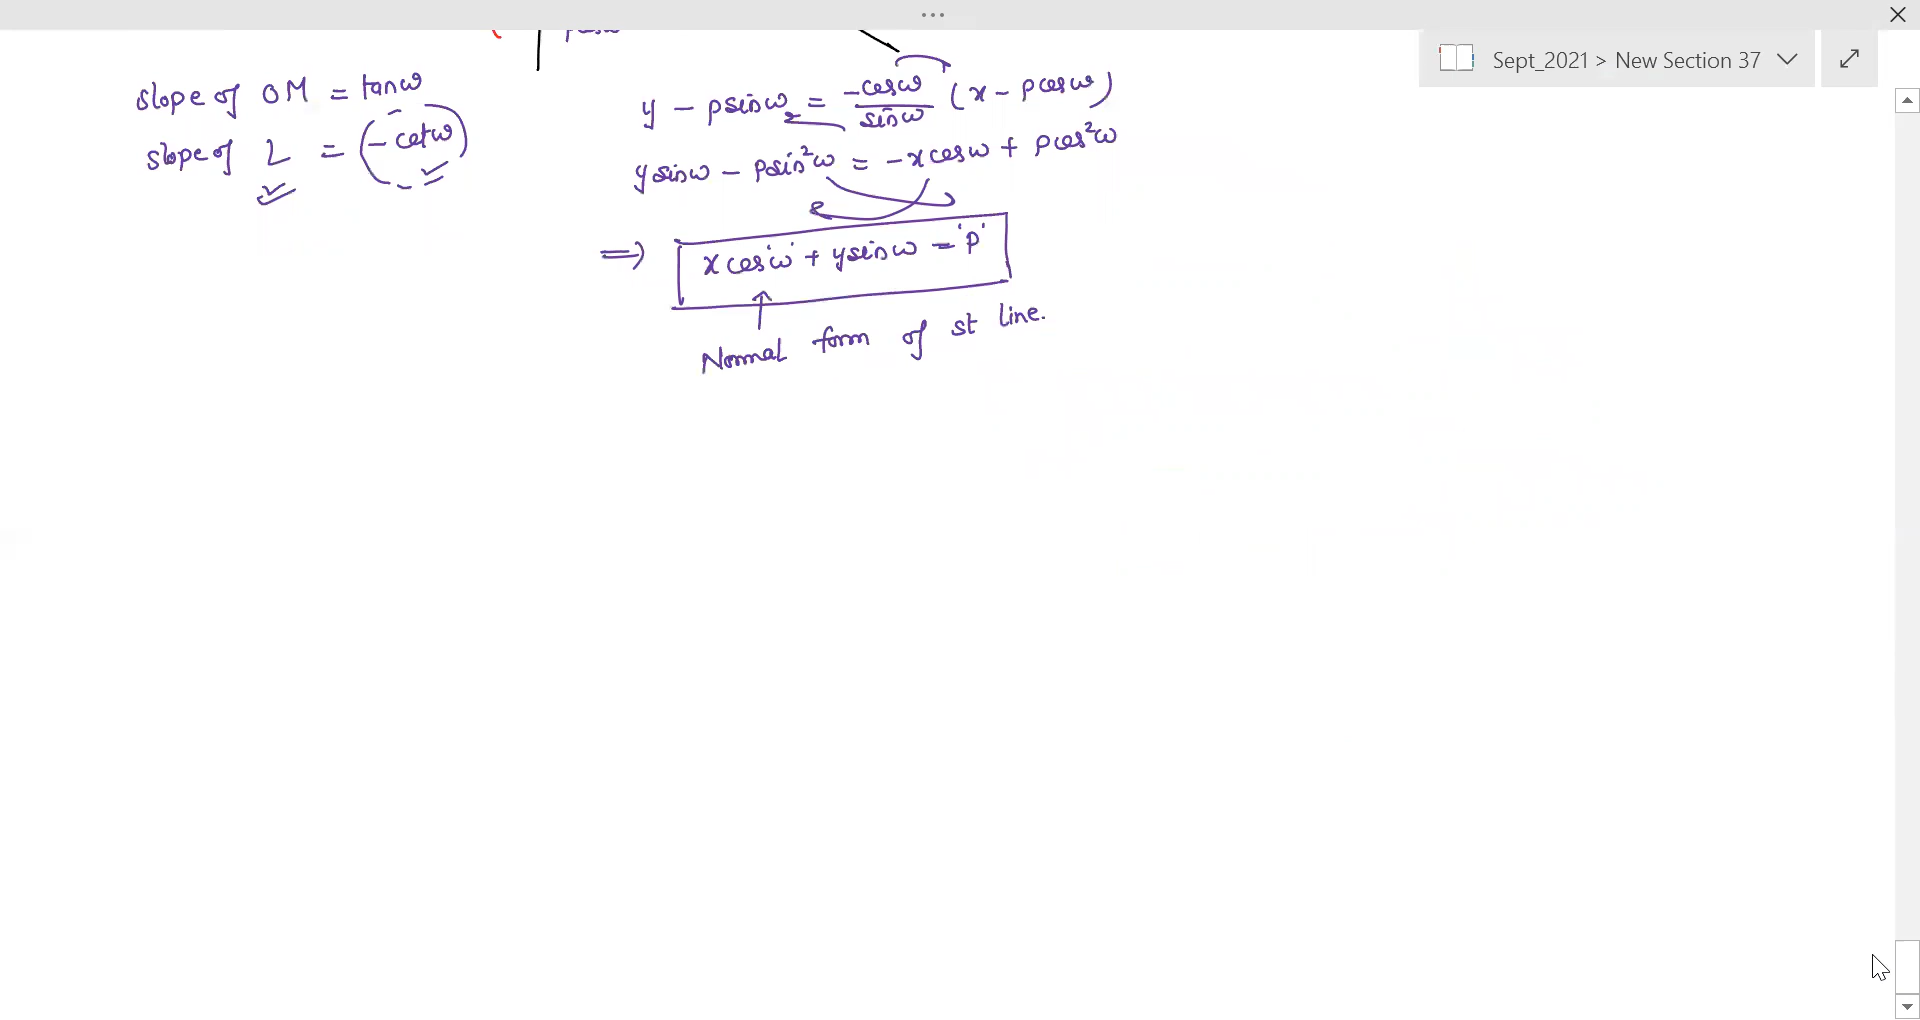 Sept_2021 > New Section 37
slope of OM = tanω
slope of L = (-cotω)
y - psinω = -cosω/sinω (x - pcosω)
ysinω - psin²ω = -xcosω + pcos²ω
⇒ xcos'ω' + ysinω = 'p'
Normal form of st line.